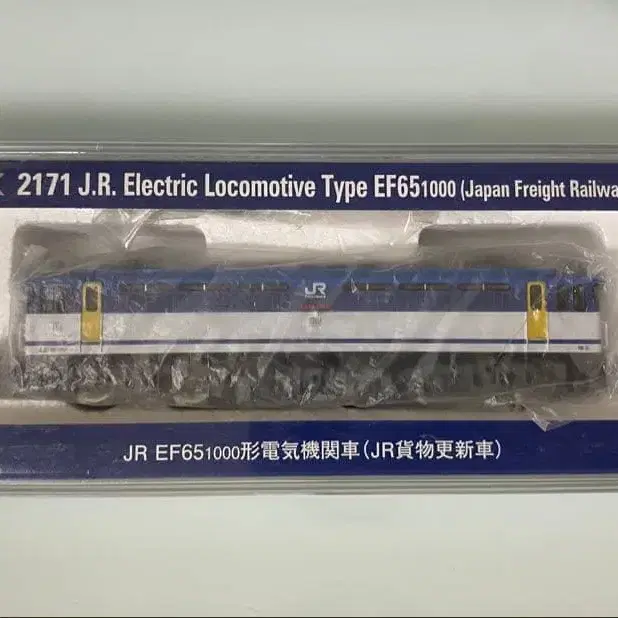 2171 J.R. Electric Locomotive Type EF651000 (Japan Freight Railwa
JR
JR EF651000形電気機関車(JR貨物更新車)